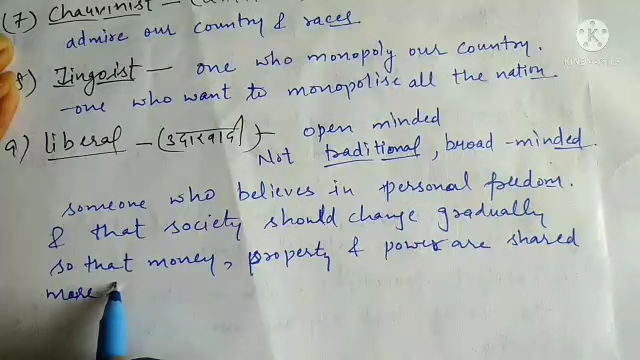 (7) Chauvinist - (
admire our country & races
8) Jingoist - one who monopoly our country.
- one who want to monopolise all the nation
9) liberal - (उदारवादी) - open minded
Not traditional, broad-minded.
someone who believes in personal freedom.
& that society should change gradually
so that money, property & power are shared
more
KINEMASTER